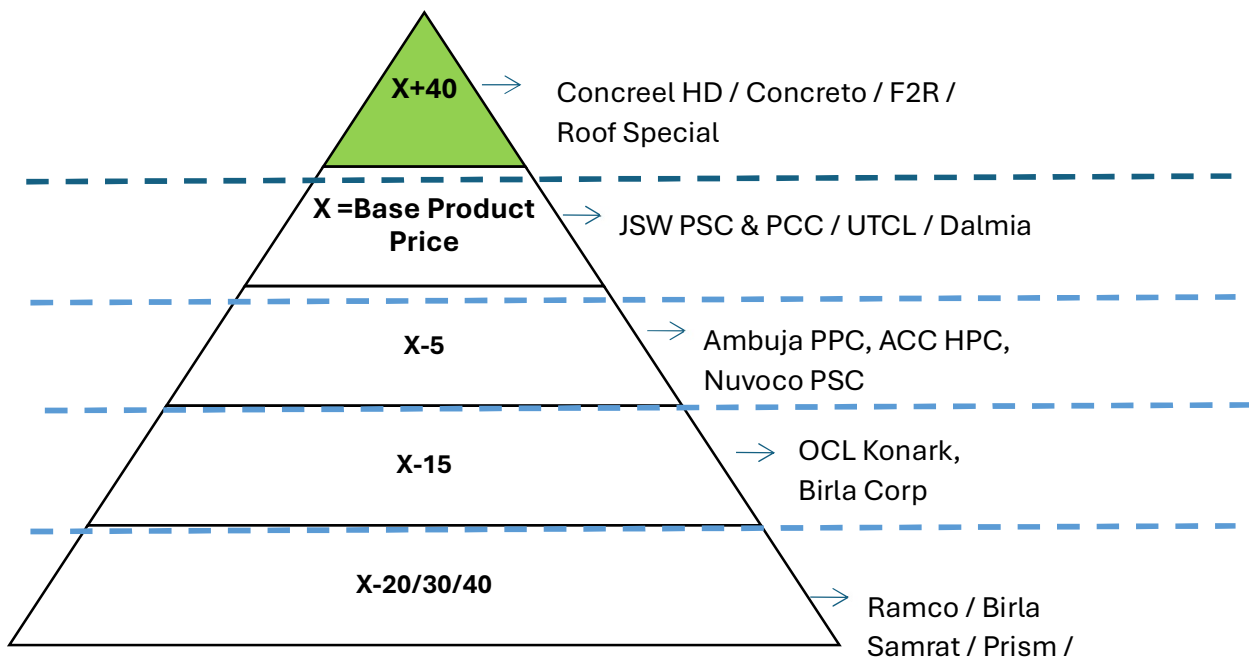 X+40
Concreel HD / Concreto / F2R /
Roof Special
X =Base Product
Price
JSW PSC & PCC / UTCL / Dalmia
X-5
Ambuja PPC, ACC HPC,
Nuvoco PSC
X-15
OCL Konark,
Birla Corp
X-20/30/40
Ramco / Birla
Samrat / Prism /